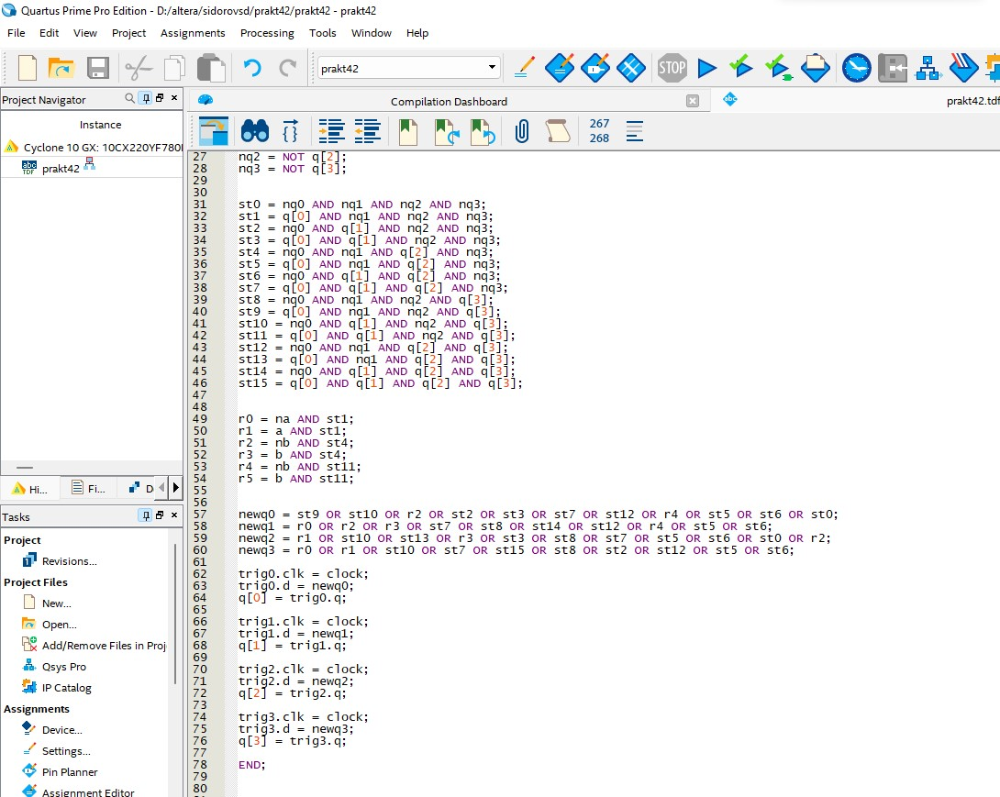 Quartus Prime Pro Edition - D:/altera/sidorovsd/prakt42/prakt42 - prakt42
File Edit View Project Assignments Processing Tools Window Help
prakt42
STOP
Project Navigator
Compilation Dashboard
abc
prakt42.tdf
Instance
267
268
Cyclone 10 GX: 10CX220YF780I
abc
TDF
prakt42
27 nq2 = NOT q[2];
28 nq3 = NOT q[3];
29
30
31 st0 = nq0 AND nq1 AND nq2 AND nq3;
32 st1 = q[0] AND nq1 AND nq2 AND nq3;
33 st2 = nq0 AND q[1] AND nq2 AND nq3;
34 st3 = q[0] AND q[1] AND nq2 AND nq3;
35 st4 = nq0 AND nq1 AND q[2] AND nq3;
36 st5 = q[0] AND nq1 AND q[2] AND nq3;
37 st6 = nq0 AND q[1] AND q[2] AND nq3;
38 st7 = q[0] AND q[1] AND q[2] AND nq3;
39 st8 = nq0 AND nq1 AND nq2 AND q[3];
40 st9 = q[0] AND nq1 AND nq2 AND q[3];
41 st10 = nq0 AND q[1] AND nq2 AND q[3];
42 st11 = q[0] AND q[1] AND nq2 AND q[3];
43 st12 = nq0 AND nq1 AND q[2] AND q[3];
44 st13 = q[0] AND nq1 AND q[2] AND q[3];
45 st14 = nq0 AND q[1] AND q[2] AND q[3];
46 st15 = q[0] AND q[1] AND q[2] AND q[3];
47
48
49 r0 = na AND st1;
50 r1 = a AND st1;
51 r2 = nb AND st4;
52 r3 = b AND st4;
53 r4 = nb AND st11;
54 r5 = b AND st11;
55
56
57 newq0 = st9 OR st10 OR r2 OR st2 OR st3 OR st7 OR st12 OR r4 OR st5 OR st6 OR st0;
58 newq1 = r0 OR r2 OR r3 OR st7 OR st8 OR st14 OR st12 OR r4 OR st5 OR st6;
59 newq2 = r1 OR st10 OR st13 OR r3 OR st3 OR st8 OR st7 OR st5 OR st6 OR st0 OR r2;
60 newq3 = r0 OR r1 OR st10 OR st7 OR st15 OR st8 OR st2 OR st12 OR st5 OR st6;
61
62 trig0.clk = clock;
63 trig0.d = newq0;
64 q[0] = trig0.q;
65
66 trig1.clk = clock;
67 trig1.d = newq1;
68 q[1] = trig1.q;
69
70 trig2.clk = clock;
71 trig2.d = newq2;
72 q[2] = trig2.q;
73
74 trig3.clk = clock;
75 trig3.d = newq3;
76 q[3] = trig3.q;
77
78 END;
79
80
Hi... Fi... D
Tasks
Project
Revisions...
Project Files
New...
Open...
Add/Remove Files in Proj
Qsys Pro
IP Catalog
Assignments
Device...
Settings...
Pin Planner
Assignment Editor